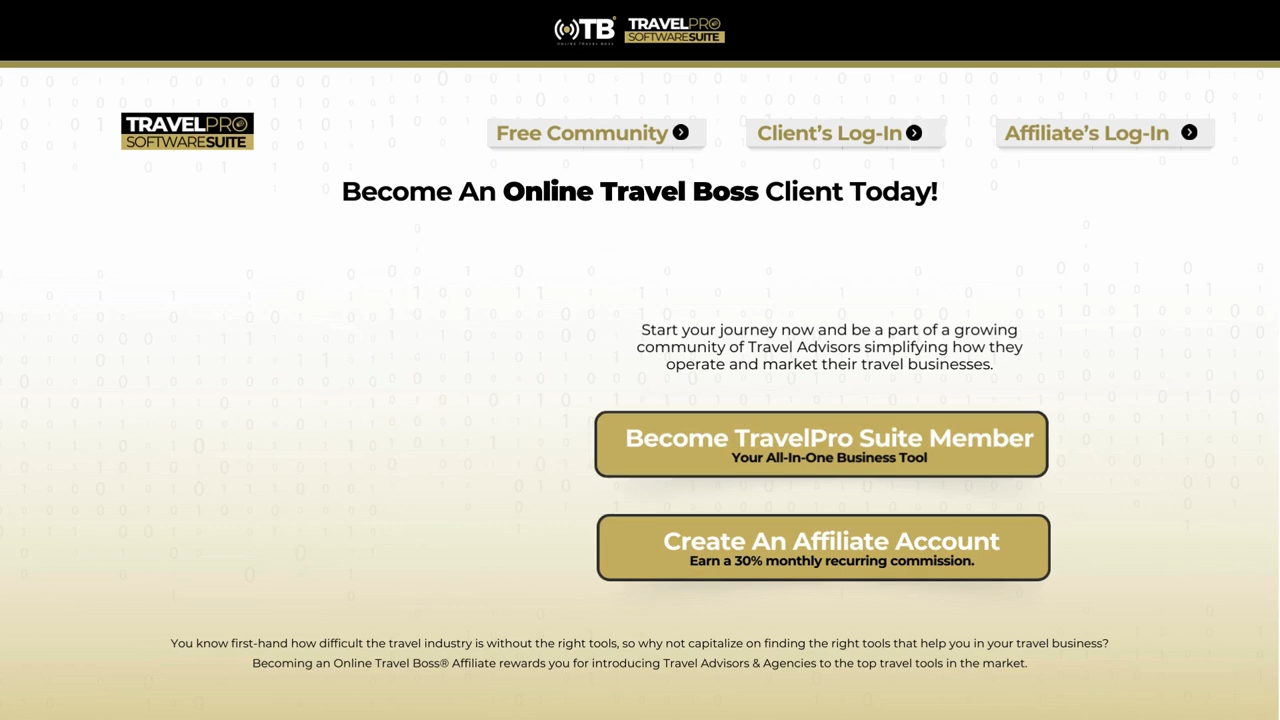 OTB
ONLINE TRAVEL BOSS
TRAVELPRO
SOFTWARESUITE
TRAVELPRO
SOFTWARESUITE
Free Community
Client's Log-In
Affiliate's Log-In
Become An Online Travel Boss Client Today!
Start your journey now and be a part of a growing
community of Travel Advisors simplifying how they
operate and market their travel businesses.
Become TravelPro Suite Member
Your All-In-One Business Tool
Create An Affiliate Account
Earn a 30% monthly recurring commission.
You know first-hand how difficult the travel industry is without the right tools, so why not capitalize on finding the right tools that help you in your travel business?
Becoming an Online Travel Boss® Affiliate rewards you for introducing Travel Advisors & Agencies to the top travel tools in the market.